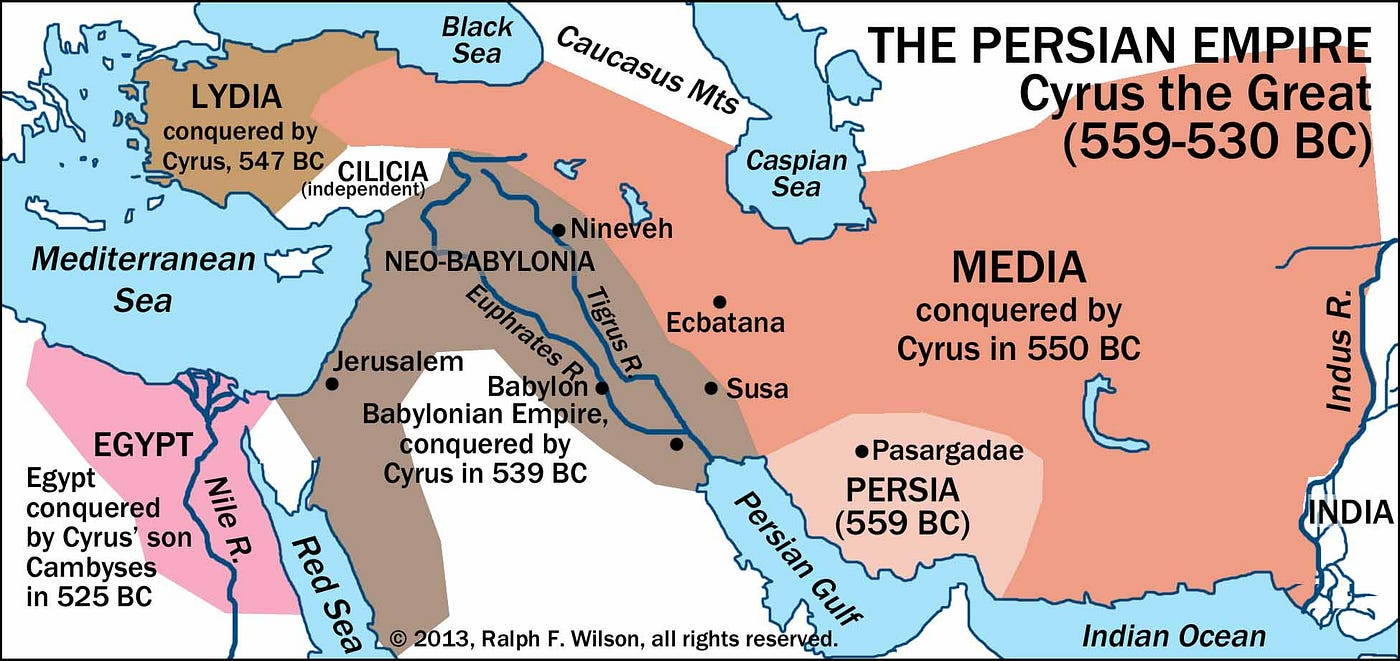 THE PERSIAN EMPIRE
Cyrus the Great
(559-530 BC)
Black
Sea
Caucasus Mts
Caspian
Sea
LYDIA
conquered by
Cyrus, 547 BC
CILICIA
(independent)
Mediterranean
Sea
Nineveh
NEO-BABYLONIA
Euphrates R.
Tigrus R.
Ecbatana
MEDIA
conquered by
Cyrus in 550 BC
Indus R.
Jerusalem
Babylon
Susa
Babylonian Empire,
conquered by
Cyrus in 539 BC
EGYPT
Egypt
conquered
by Cyrus’ son
Cambyses
in 525 BC
Nile R.
Red Sea
Persian Gulf
Pasargadae
PERSIA
(559 BC)
INDIA
Indian Ocean
© 2013, Ralph F. Wilson, all rights reserved.